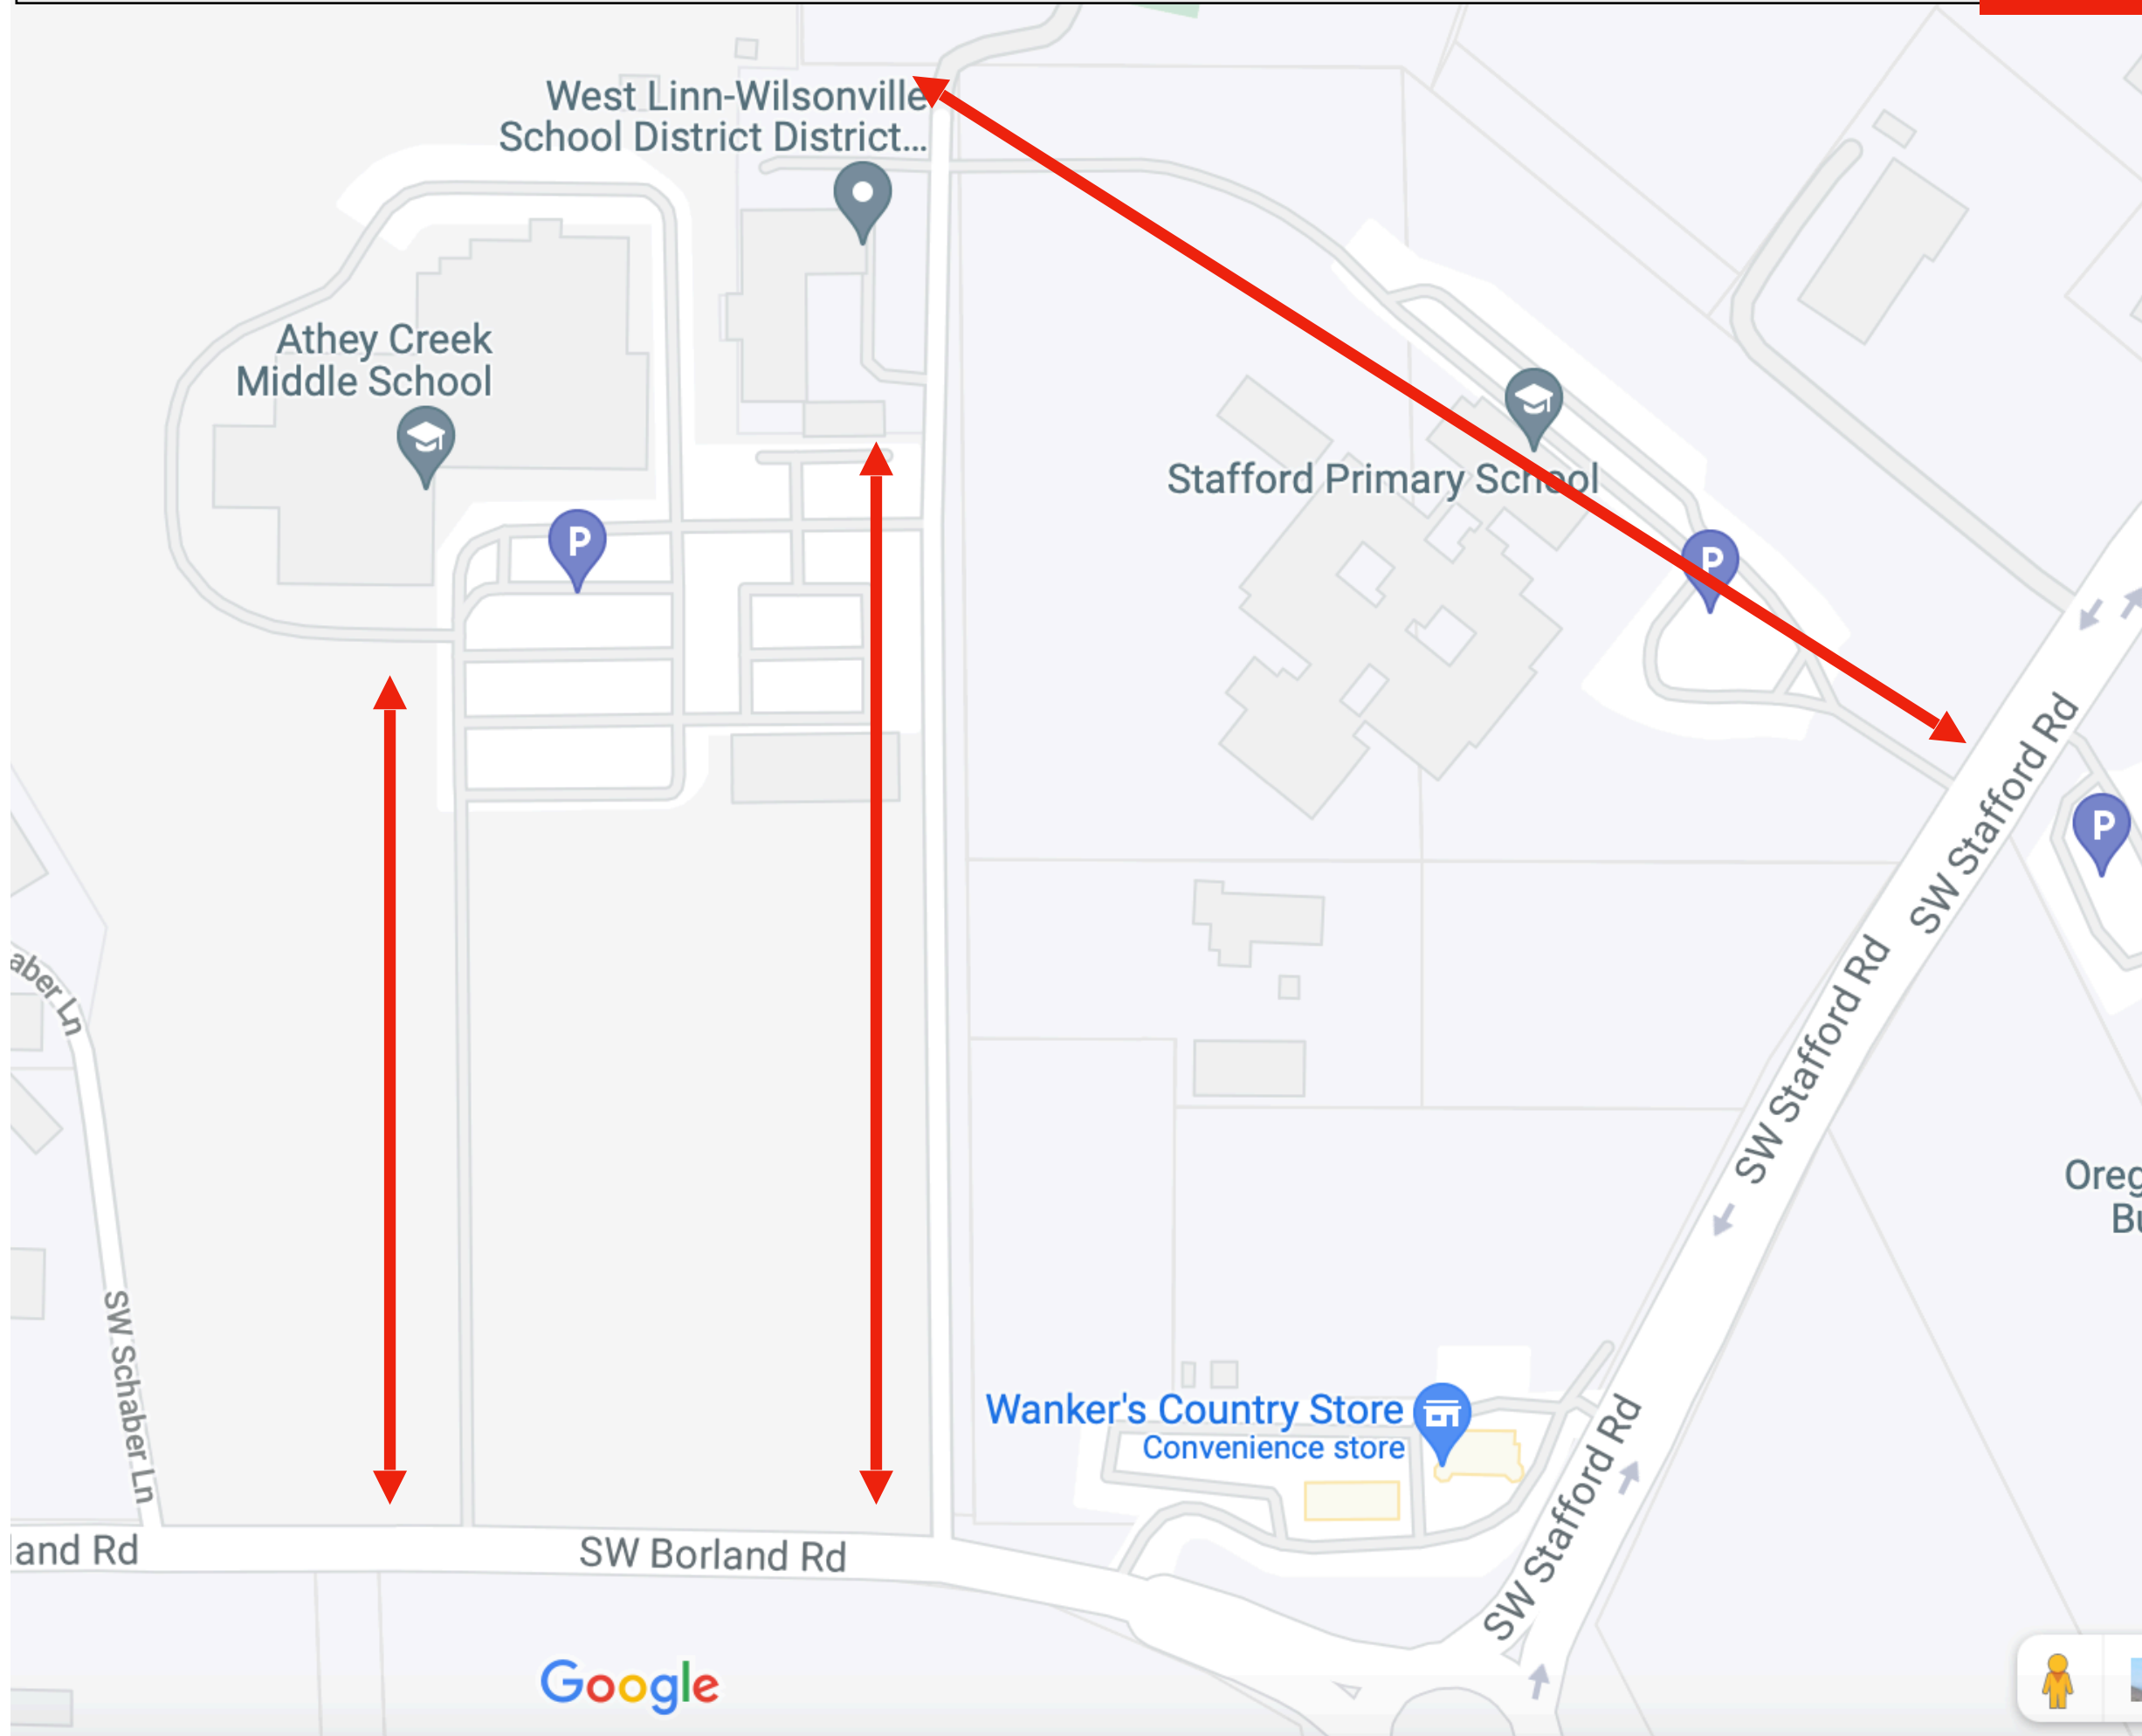 West Linn-Wilsonville
School District District...
Athey Creek
Middle School
P
Stafford Primary School
P
SW Stafford Rd
P
SW Stafford Rd
aber Ln
Oreg
Bu
SW Schaber Ln
Wanker's Country Store
Convenience store
SW Stafford Rd
land Rd
SW Borland Rd
Google